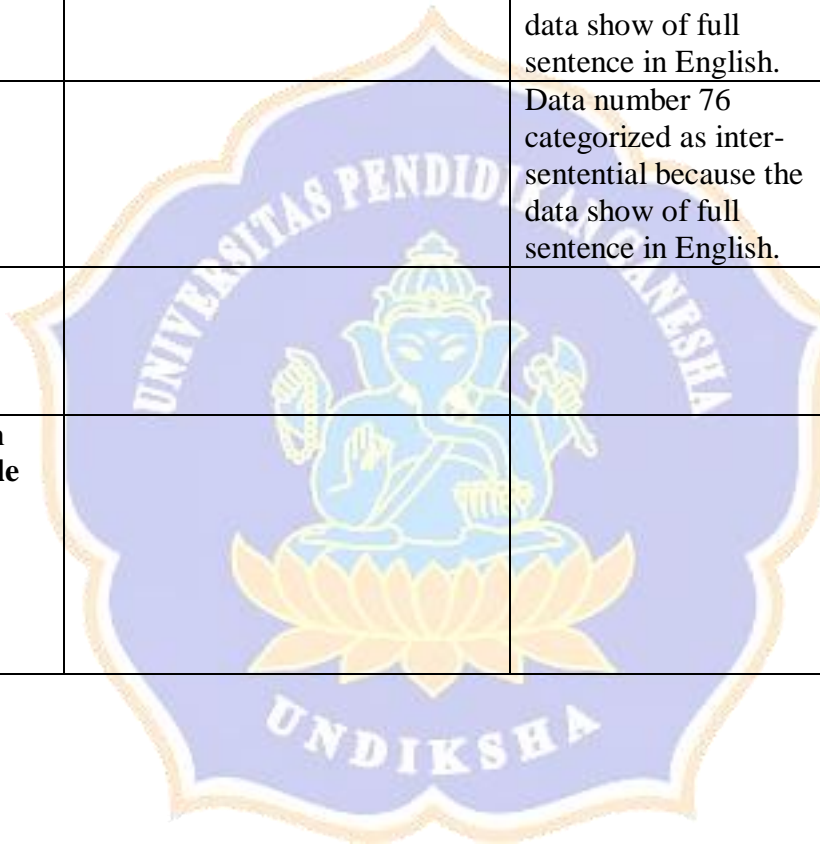 data show of full
sentence in English.
Data number 76
categorized as inter-
sentential because the
data show of full
sentence in English.
le
UNIVERSITAS PENDIDIKAN GANESHA
UNDIKSHA